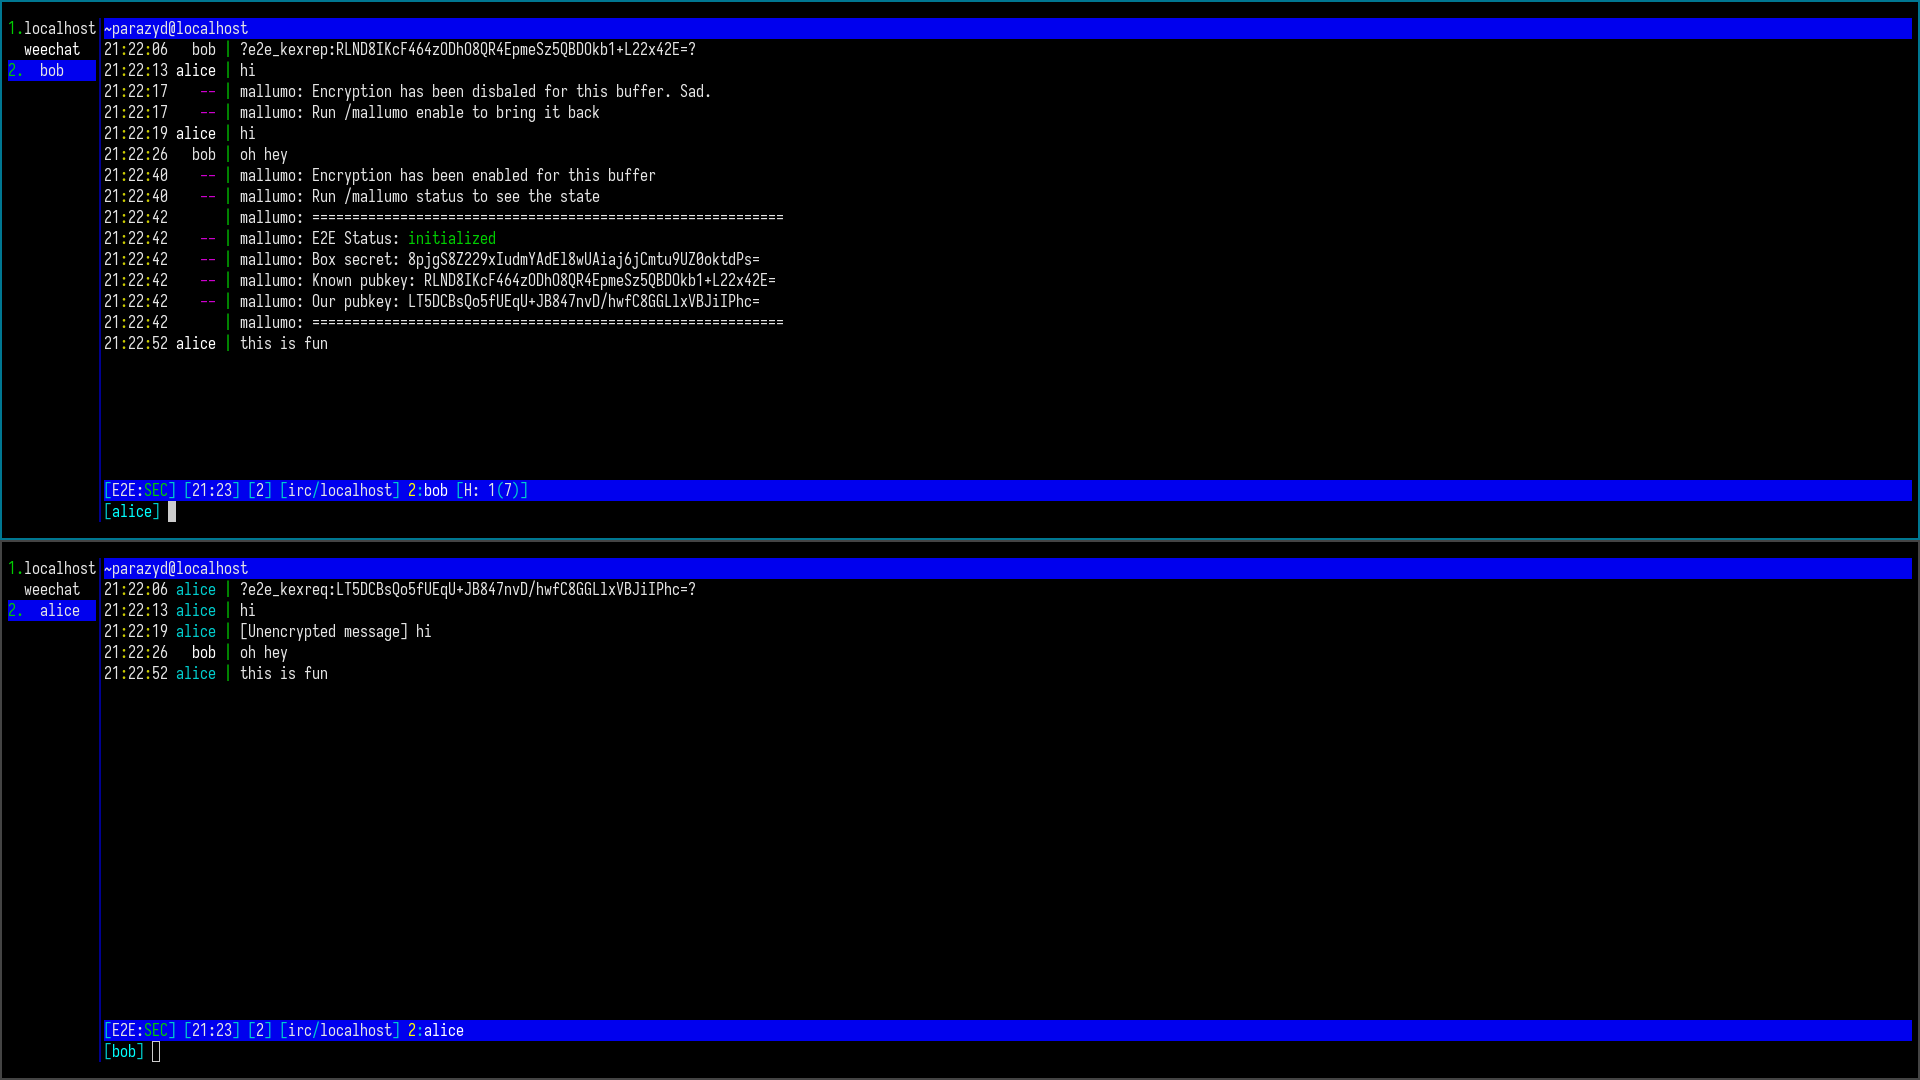 1.localhost ~parazyd@localhost
weechat 21:22:06 bob | ?e2e_kexrep:RLND8IKcF464zODhO8QR4EpmeSz5QBDOkb1+L22x42E=?
2. bob 21:22:13 alice | hi
21:22:17 -- | mallumo: Encryption has been disbaled for this buffer. Sad.
21:22:17 -- | mallumo: Run /mallumo enable to bring it back
21:22:19 alice | hi
21:22:26 bob | oh hey
21:22:40 -- | mallumo: Encryption has been enabled for this buffer
21:22:40 -- | mallumo: Run /mallumo status to see the state
21:22:42 | mallumo: ===========================================================
21:22:42 -- | mallumo: E2E Status: initialized
21:22:42 -- | mallumo: Box secret: 8pjgS8Z229xIudmYAdEl8wUAiaj6jCmtu9UZ0oktdPs=
21:22:42 -- | mallumo: Known pubkey: RLND8IKcF464zODhO8QR4EpmeSz5QBDOkb1+L22x42E=
21:22:42 -- | mallumo: Our pubkey: LT5DCBsQo5fUEqU+JB847nvD/hwfC8GGLlxVBJiIPhc=
21:22:42 | mallumo: ===========================================================
21:22:52 alice | this is fun
[E2E:SEC] [21:23] [2] [irc/localhost] 2:bob [H: 1(7)]
[alice]
1.localhost ~parazyd@localhost
weechat 21:22:06 alice | ?e2e_kexreq:LT5DCBsQo5fUEqU+JB847nvD/hwfC8GGLlxVBJiIPhc=?
2. alice 21:22:13 alice | hi
21:22:19 alice | [Unencrypted message] hi
21:22:26 bob | oh hey
21:22:52 alice | this is fun
[E2E:SEC] [21:23] [2] [irc/localhost] 2:alice
[bob]